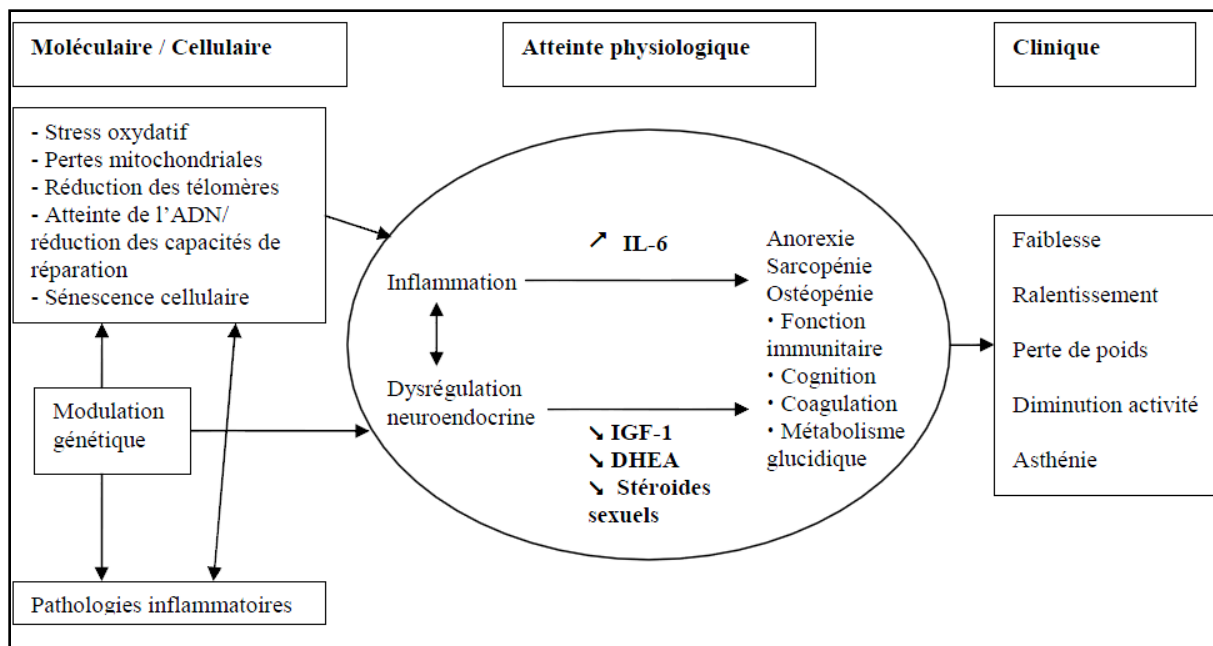 Moléculaire / Cellulaire
Atteinte physiologique
Clinique
- Stress oxydatif
- Pertes mitochondriales
- Réduction des télomères
- Atteinte de l’ADN/
réduction des capacités de
réparation
- Sénescence cellulaire
Modulation
génétique
Pathologies inflammatoires
↗ IL-6
Inflammation
Dysrégulation
neuroendocrine
↘ IGF-1
↘ DHEA
↘ Stéroides
sexuels
Anorexie
Sarcopénie
Ostéopénie
• Fonction
immunitaire
• Cognition
• Coagulation
• Métabolisme
glucidique
Faiblesse
Ralentissement
Perte de poids
Diminution activité
Asthénie